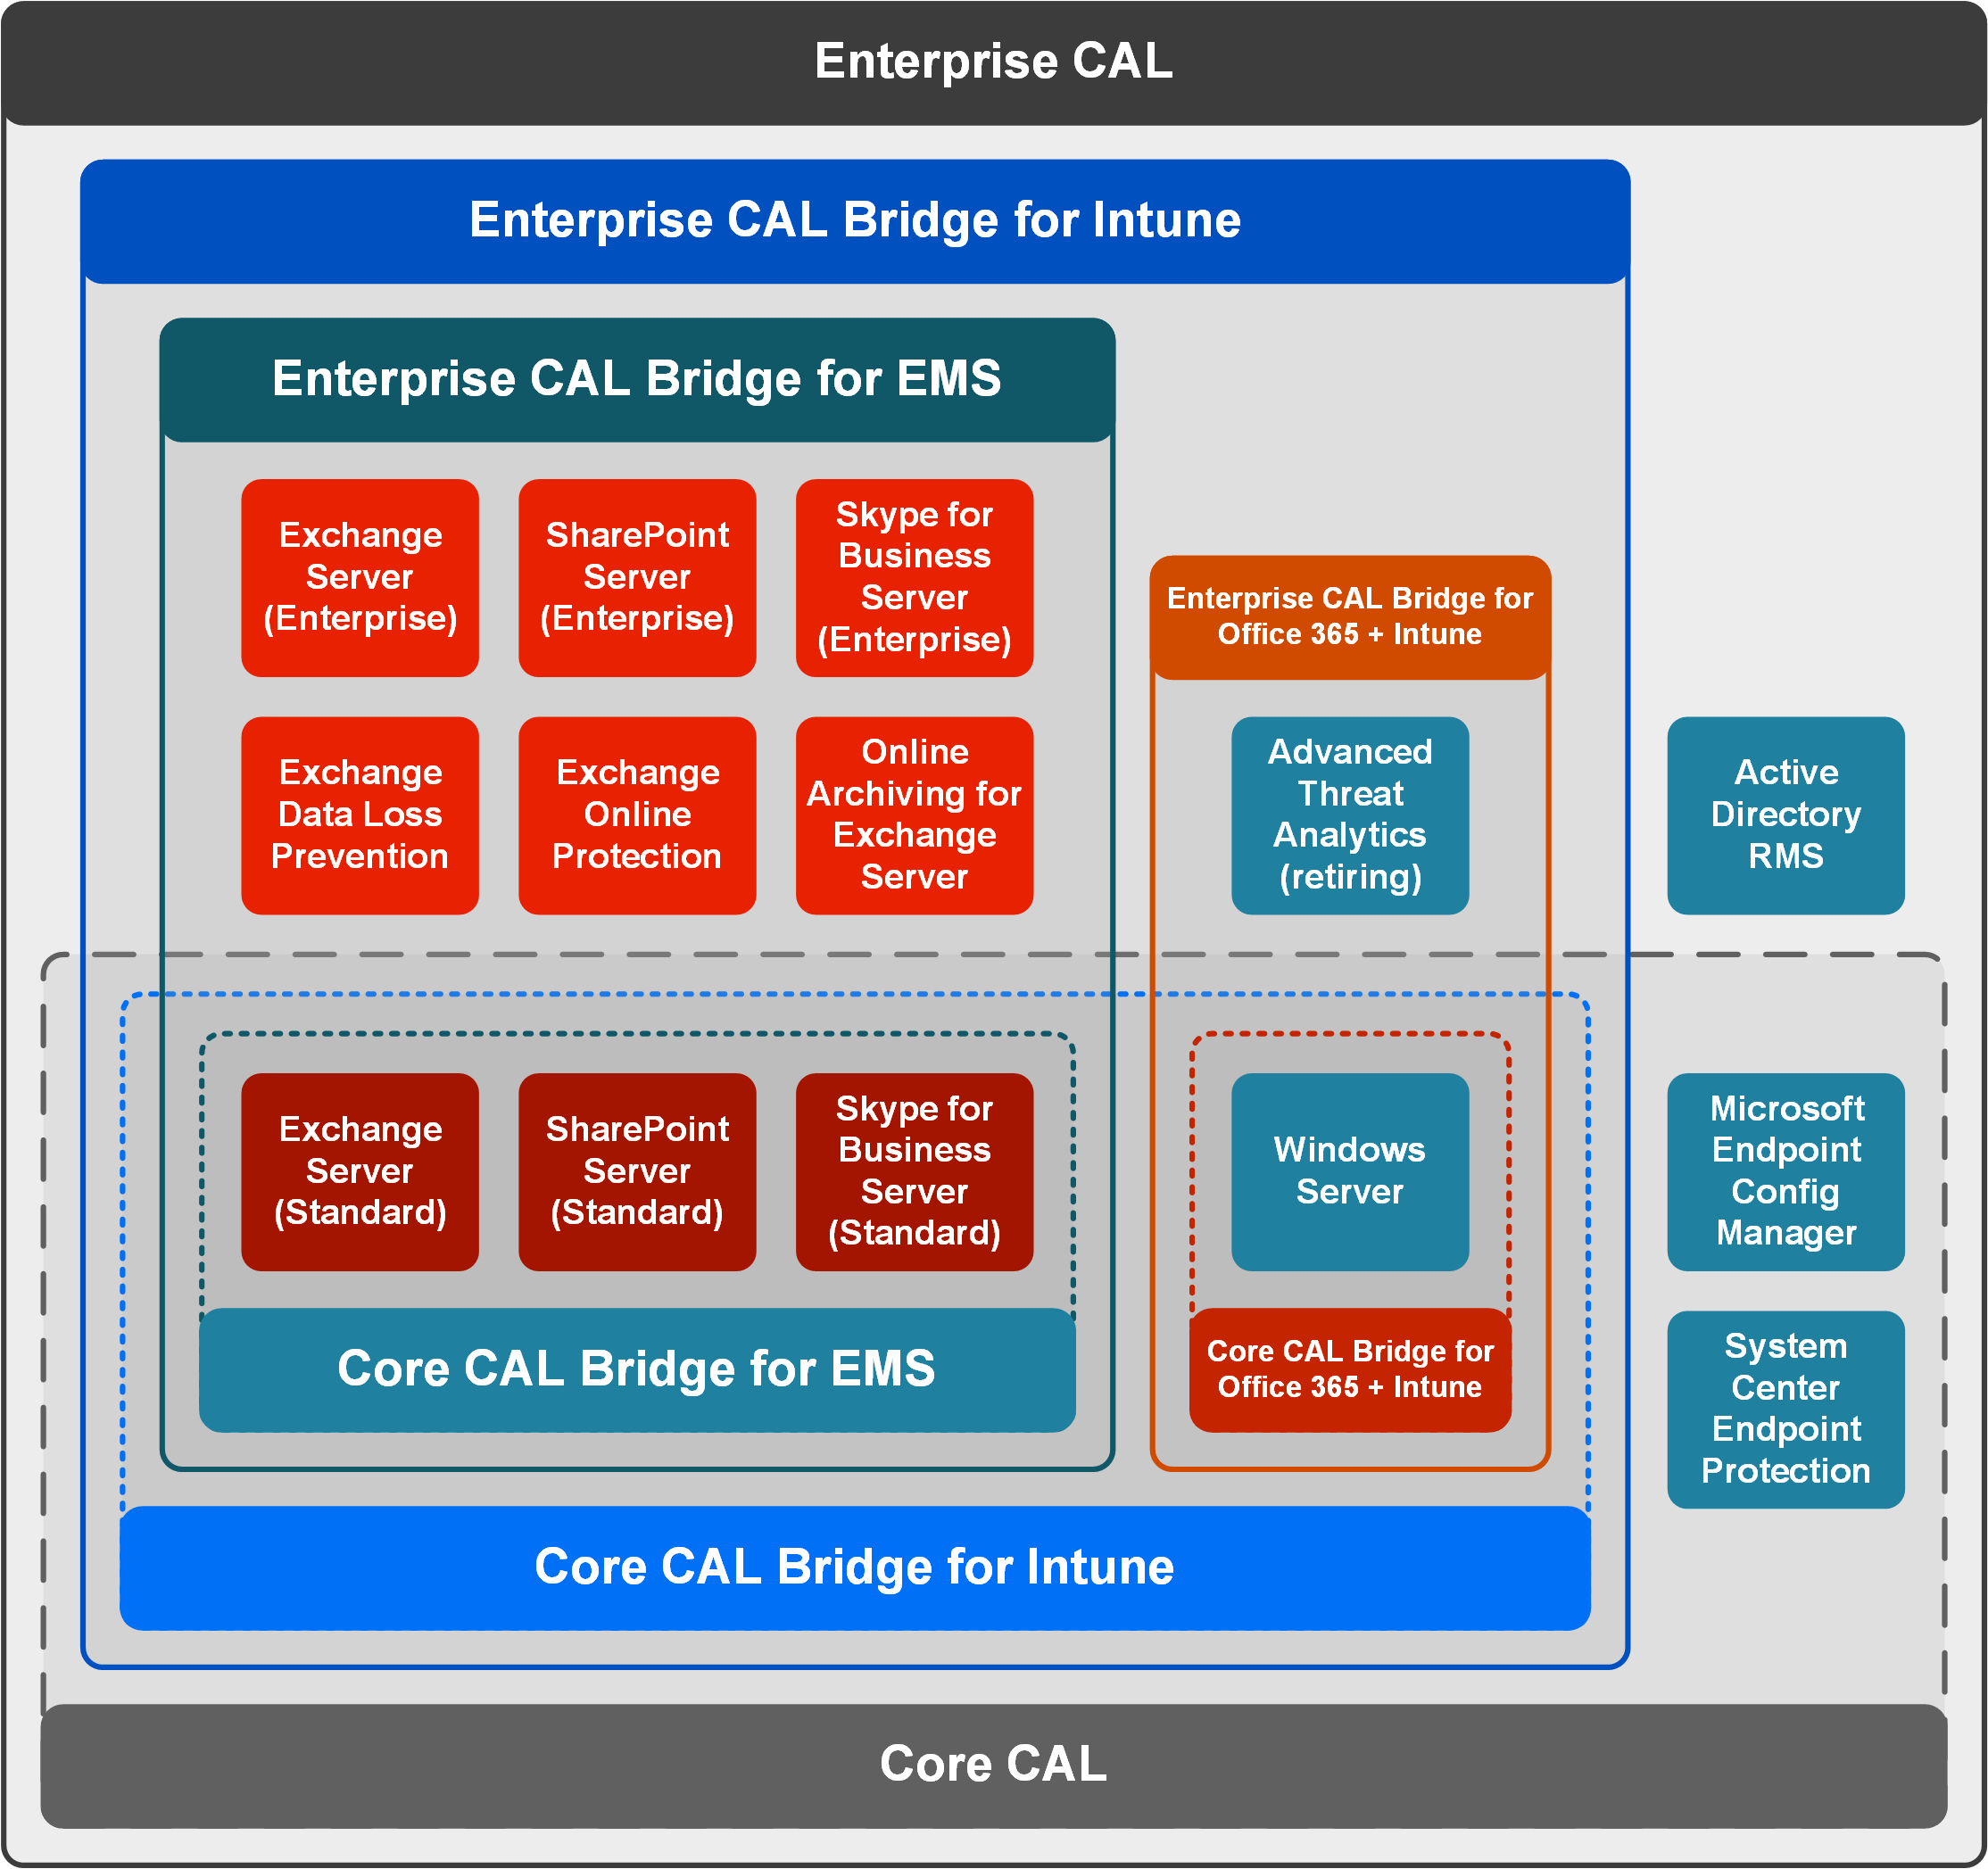 Enterprise CAL
Enterprise CAL Bridge for Intune
Enterprise CAL Bridge for EMS
Exchange
Server
(Enterprise)
SharePoint
Server
(Enterprise)
Skype for
Business
Server
(Enterprise)
Enterprise CAL Bridge for
Office 365 + Intune
Exchange
Data Loss
Prevention
Exchange
Online
Protection
Online
Archiving for
Exchange
Server
Advanced
Threat
Analytics
(retiring)
Active
Directory
RMS
Exchange
Server
(Standard)
SharePoint
Server
(Standard)
Skype for
Business
Server
(Standard)
Windows
Server
Microsoft
Endpoint
Config
Manager
Core CAL Bridge for EMS
Core CAL Bridge for
Office 365 + Intune
System
Center
Endpoint
Protection
Core CAL Bridge for Intune
Core CAL